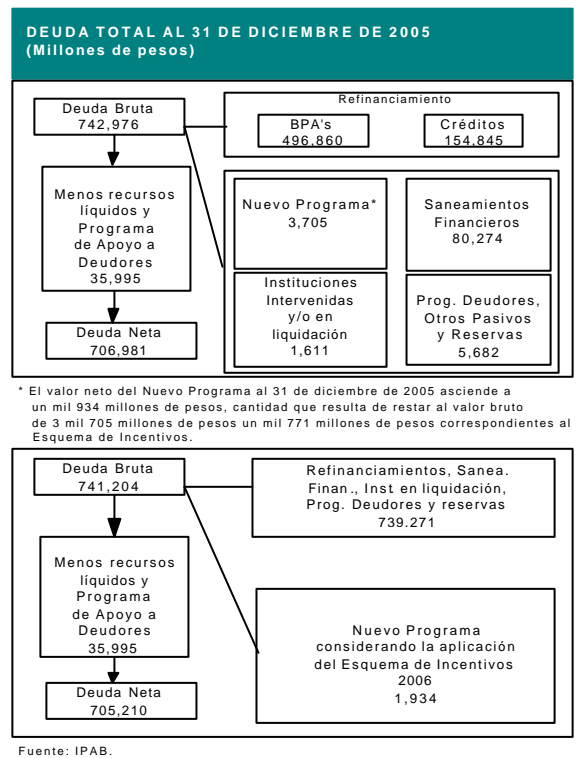 DEUDA TOTAL AL 31 DE DICIEMBRE DE 2005
(Millones de pesos)
Deuda Bruta
742,976
Refinanciamiento
BPA's
496,860
Créditos
154,845
Menos recursos
líquidos y
Programa
de Apoyo a
Deudores
35,995
Nuevo Programa*
3,705
Saneamientos
Financieros
80,274
Instituciones
Intervenidas
y/o en
liquidación
1,611
Prog. Deudores,
Otros Pasivos
y Reservas
5,682
Deuda Neta
706,981
* El valor neto del Nuevo Programa al 31 de diciembre de 2005 asciende a
un mil 934 millones de pesos, cantidad que resulta de restar al valor bruto
de 3 mil 705 millones de pesos un mil 771 millones de pesos correspondientes al
Esquema de Incentivos.
Deuda Bruta
741,204
Refinanciamientos, Sanea.
Finan., Inst en liquidación,
Prog. Deudores y reservas
739.271
Menos recursos
líquidos y
Programa
de Apoyo a
Deudores
35,995
Nuevo Programa
considerando la aplicación
del Esquema de Incentivos
2006
1,934
Deuda Neta
705,210
Fuente: IPAB.